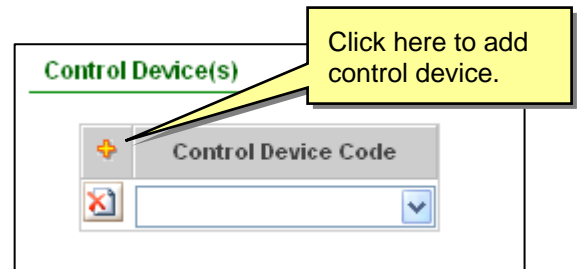 Click here to add
control device.
Control Device(s)
Control Device Code